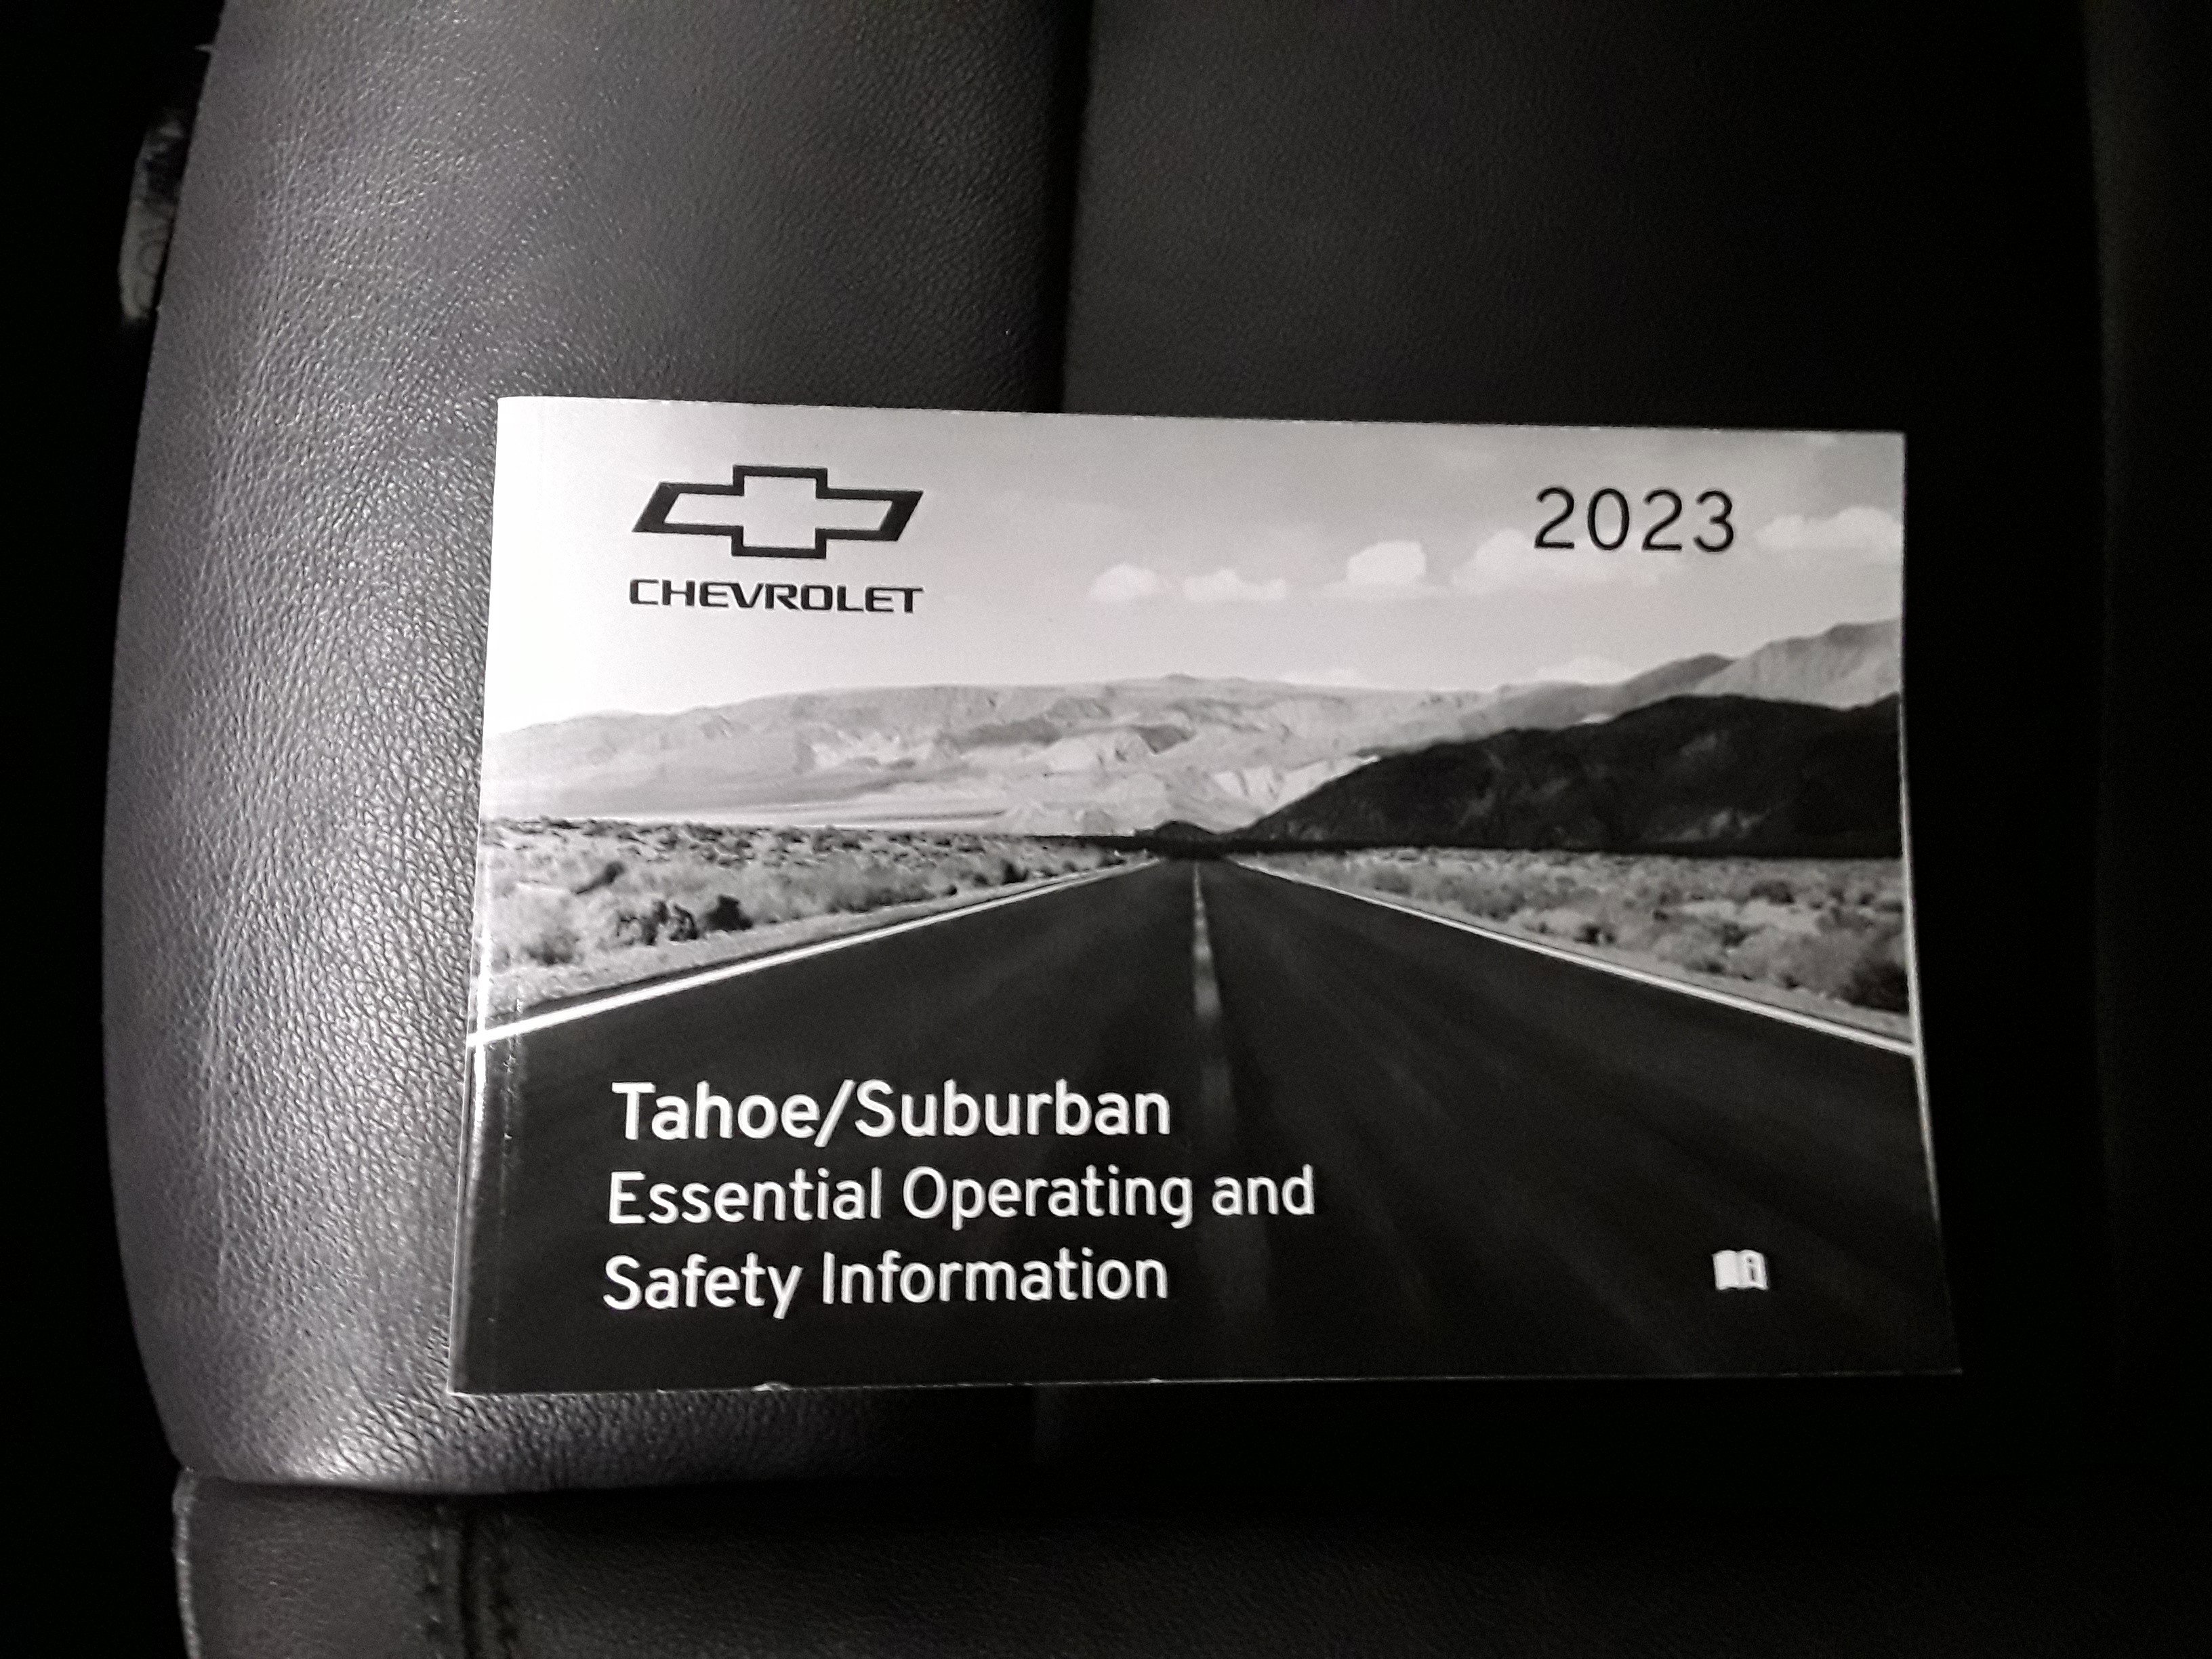 CHEVROLET
2023
Tahoe/Suburban
Essential Operating and
Safety Information